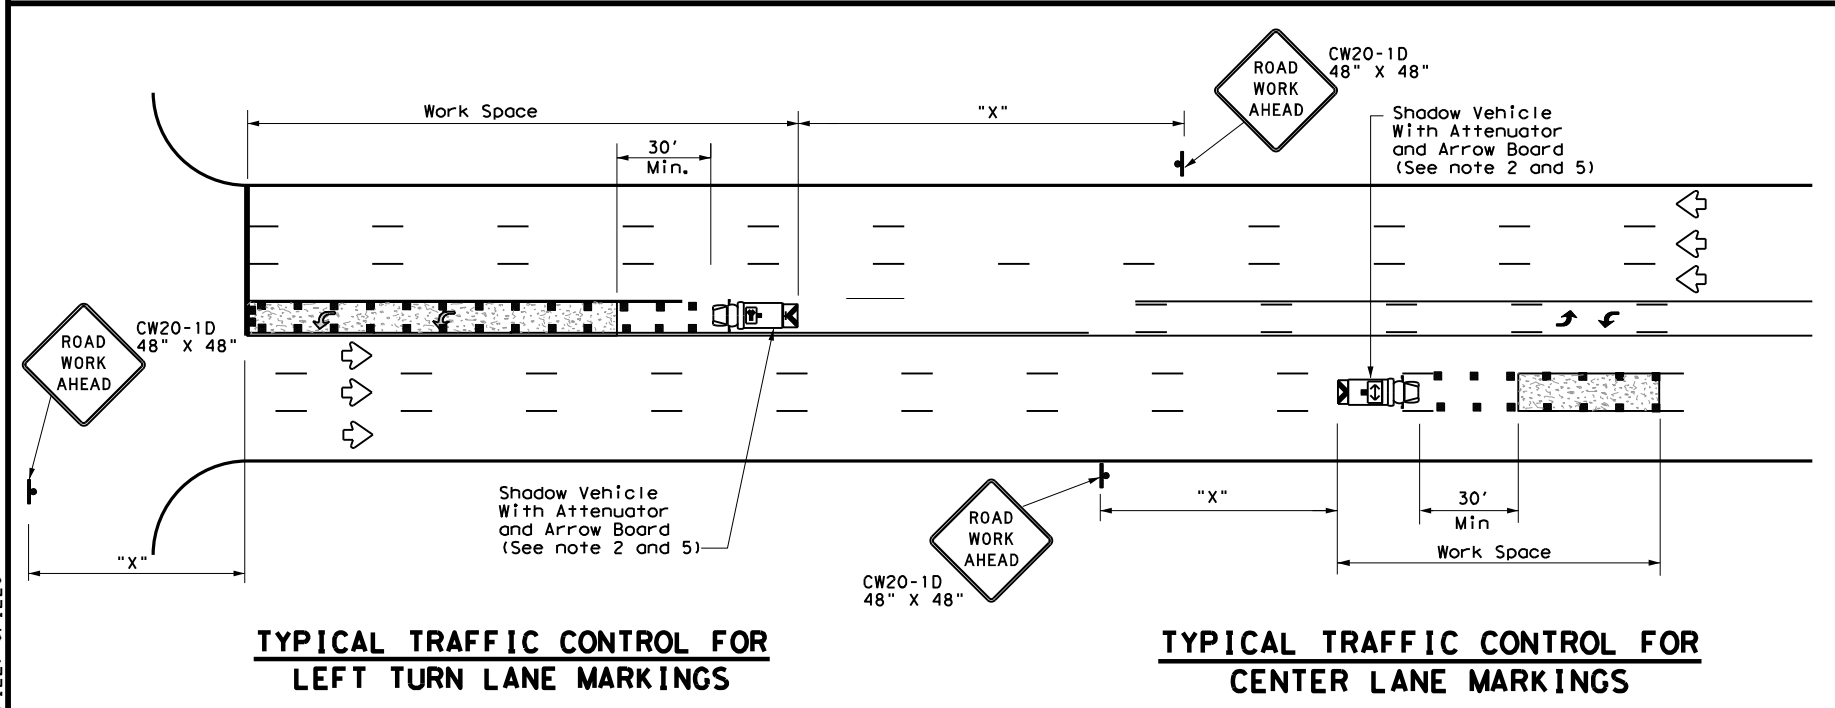 ROAD
WORK
AHEAD
CW20-1D
48" X 48"
Work Space
"X"
30'
Min.
Shadow Vehicle
With Attenuator
and Arrow Board
(See note 2 and 5)
ROAD
WORK
AHEAD
CW20-1D
48" X 48"
"X"
Shadow Vehicle
With Attenuator
and Arrow Board
(See note 2 and 5)
ROAD
WORK
AHEAD
CW20-1D
48" X 48"
"X"
30'
Min
Work Space
TYPICAL TRAFFIC CONTROL FOR
LEFT TURN LANE MARKINGS
TYPICAL TRAFFIC CONTROL FOR
CENTER LANE MARKINGS